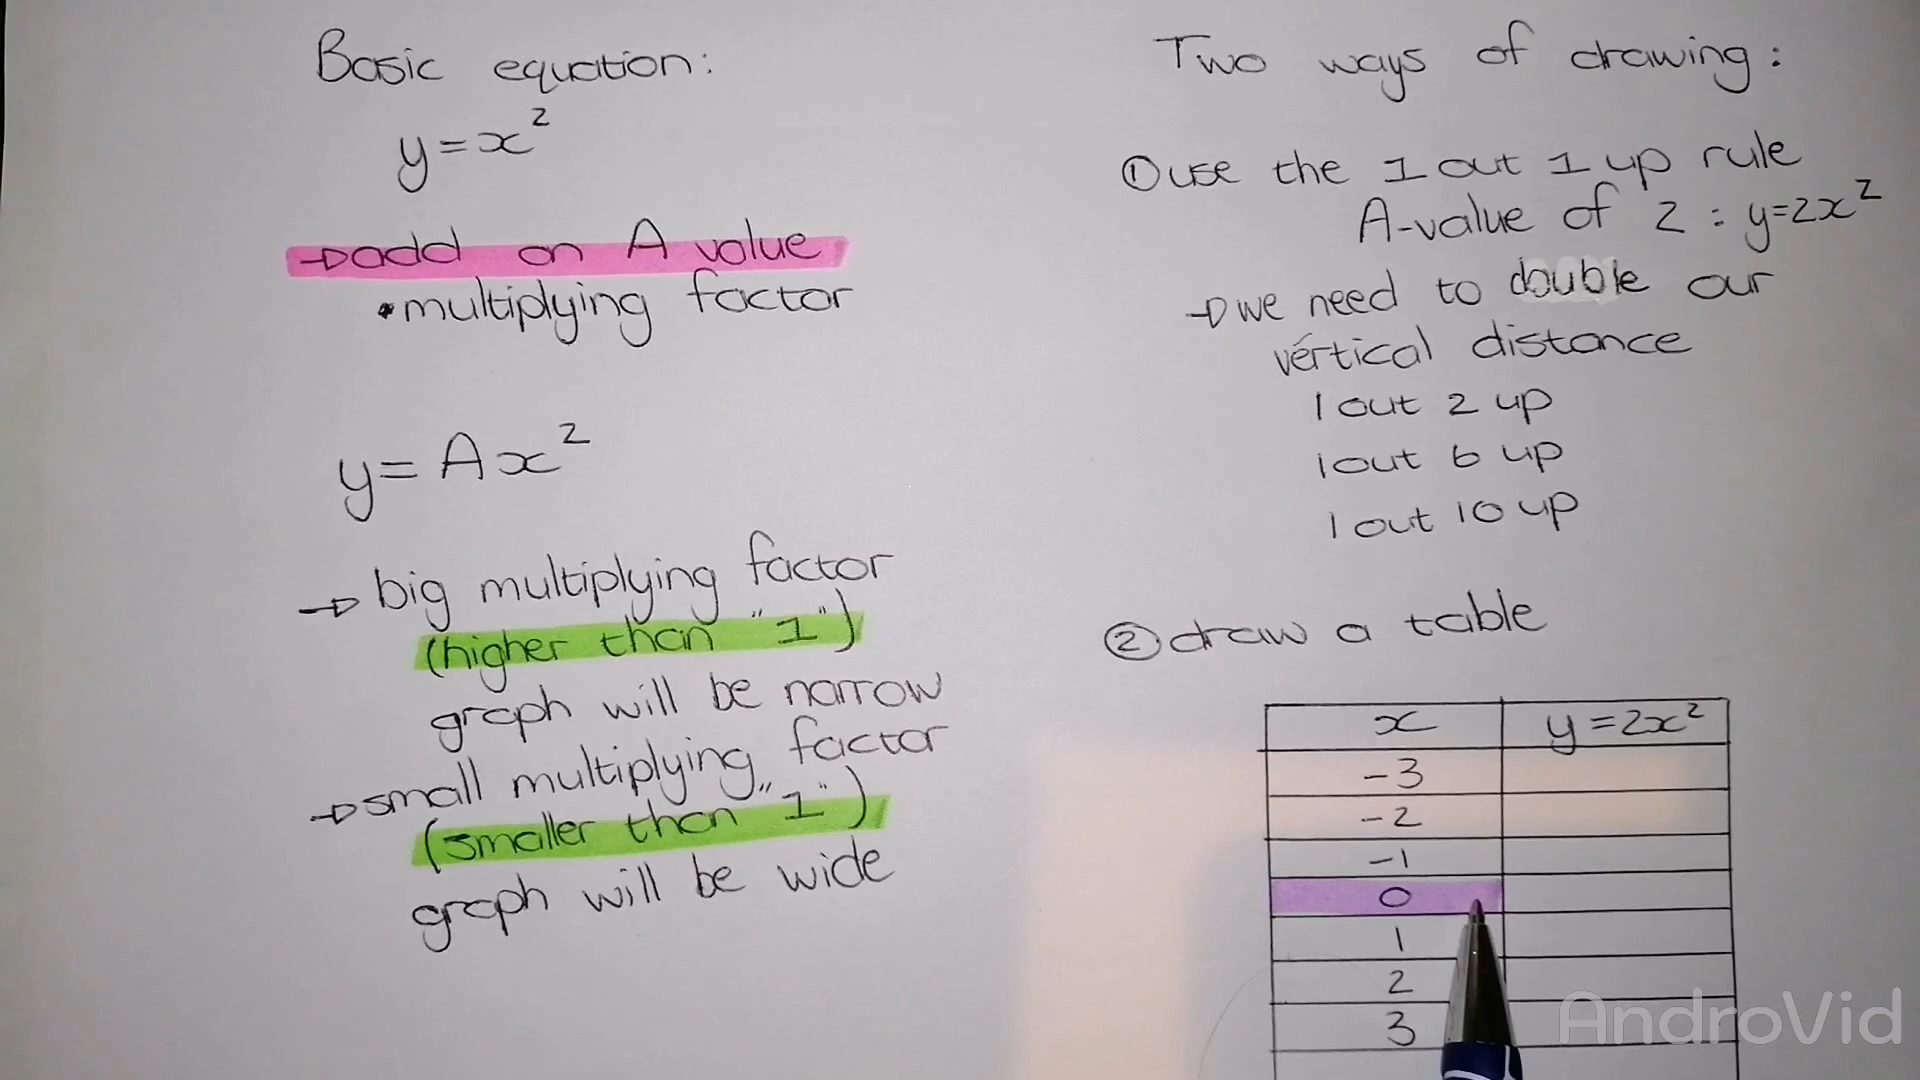 Basic equation:
y=x²
→add on A value
•multiplying factor
y=Ax²
→big multiplying factor
(higher than "1")
graph will be narrow
→small multiplying factor
(smaller than "1")
graph will be wide
Two ways of drawing:
① use the 1 out 1 up rule
A-value of 2 : y=2x²
→we need to double our
vertical distance
1 out 2 up
1 out 6 up
1 out 10 up
② draw a table
x y=2x²
-3
-2
-1
0
1
2
3
AndroVid